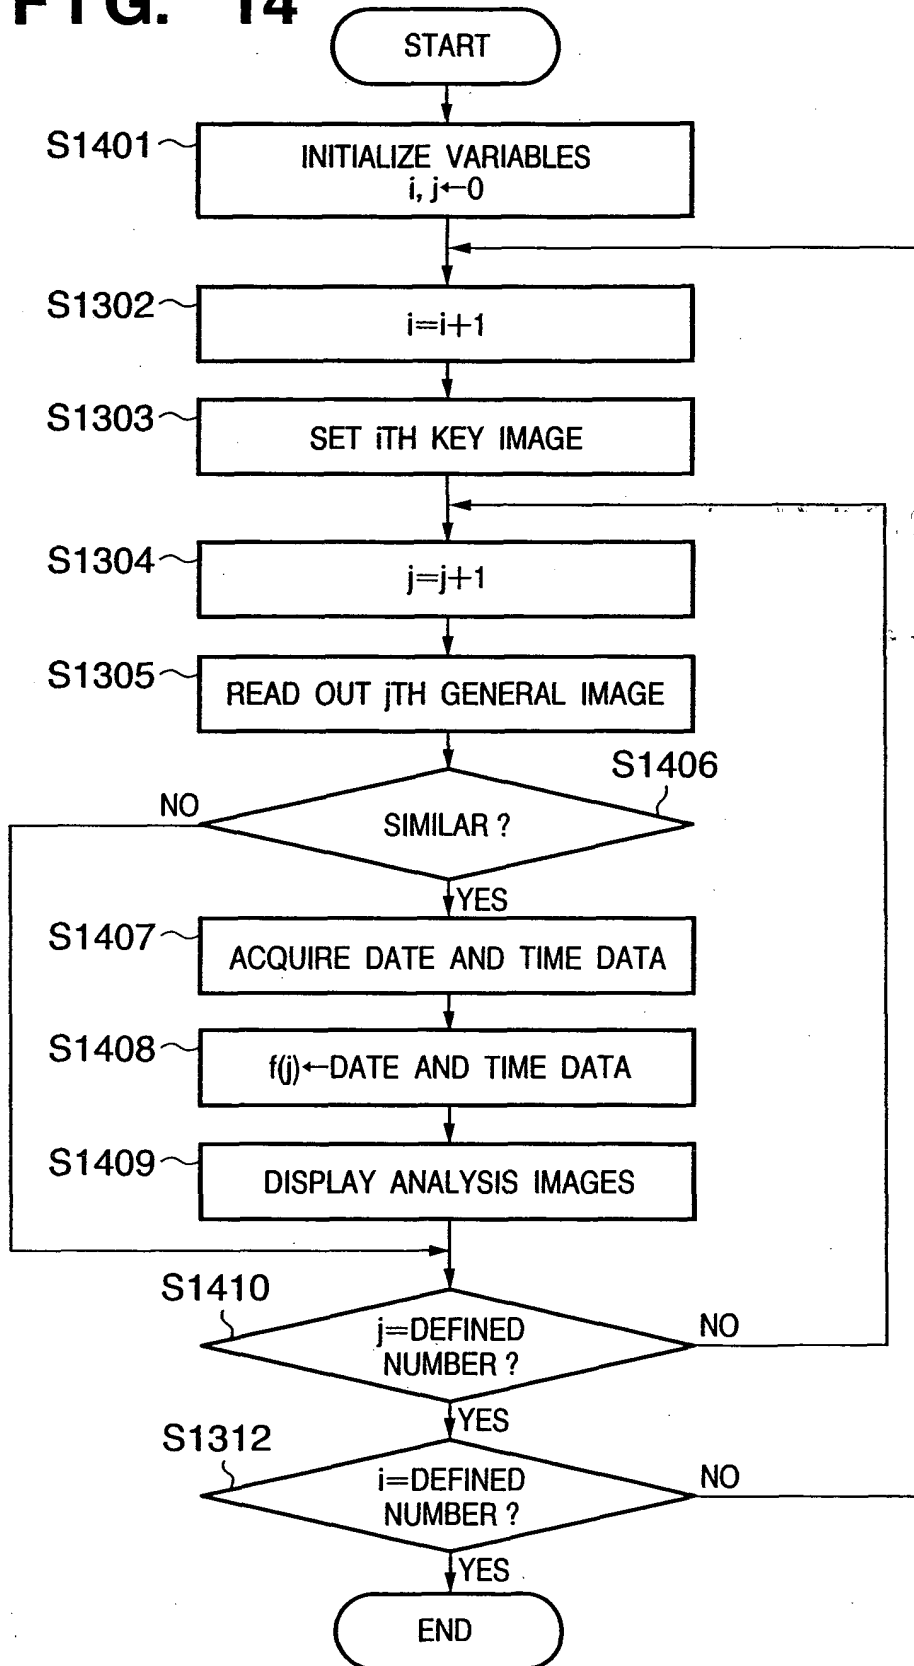 FIG. 14
START
S1401
INITIALIZE VARIABLES
i, j←0
S1302
i=i+1
S1303
SET iTH KEY IMAGE
S1304
j=j+1
S1305
READ OUT jTH GENERAL IMAGE
S1406
NO
SIMILAR ?
YES
S1407
ACQUIRE DATE AND TIME DATA
S1408
f(j)←DATE AND TIME DATA
S1409
DISPLAY ANALYSIS IMAGES
S1410
j=DEFINED
NUMBER ?
NO
YES
S1312
i=DEFINED
NUMBER ?
NO
YES
END